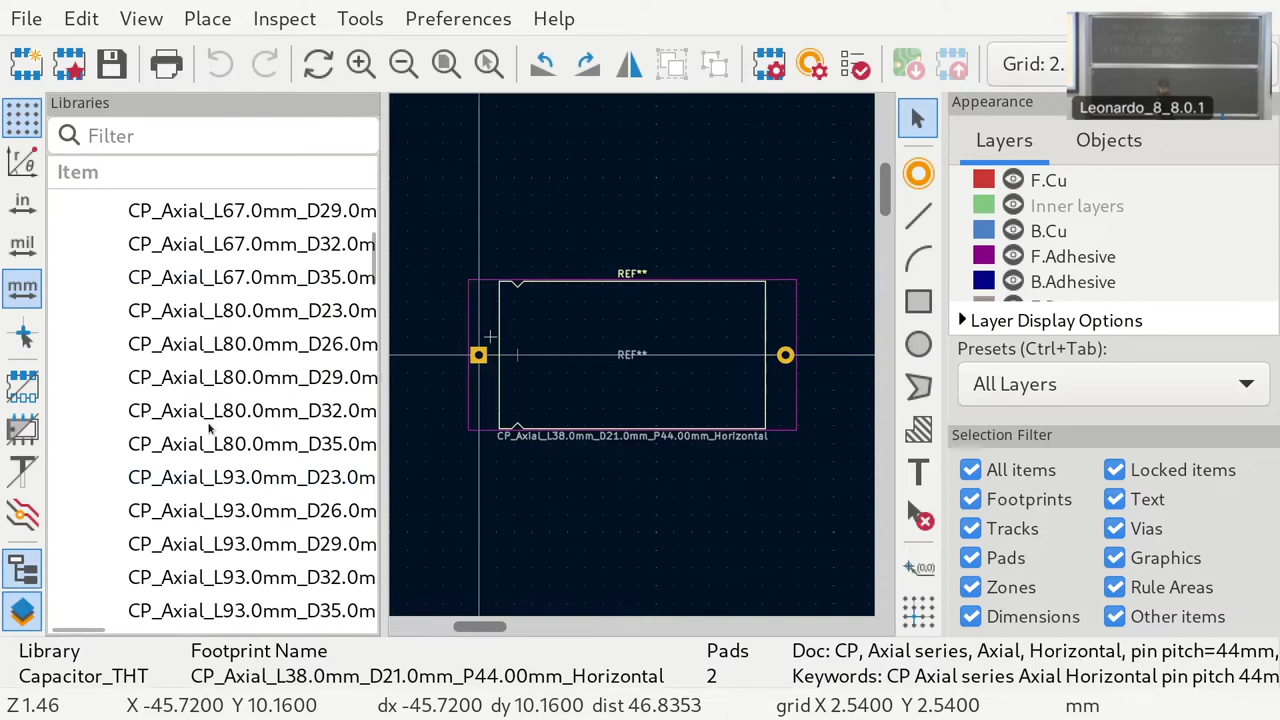 File Edit View Place Inspect Tools Preferences Help
Grid: 2.
Leonardo_8_8.0.1
Libraries
Filter
Item
CP_Axial_L67.0mm_D29.0m
CP_Axial_L67.0mm_D32.0m
CP_Axial_L67.0mm_D35.0m
CP_Axial_L80.0mm_D23.0m
CP_Axial_L80.0mm_D26.0m
CP_Axial_L80.0mm_D29.0m
CP_Axial_L80.0mm_D32.0m
CP_Axial_L80.0mm_D35.0m
CP_Axial_L93.0mm_D23.0m
CP_Axial_L93.0mm_D26.0m
CP_Axial_L93.0mm_D29.0m
CP_Axial_L93.0mm_D32.0m
CP_Axial_L93.0mm_D35.0m
in
mil
mm
REF**
REF**
CP_Axial_L38.0mm_D21.0mm_P44.00mm_Horizontal
(0,0)
Appearance
Layers Objects
F.Cu
Inner layers
B.Cu
F.Adhesive
B.Adhesive
Layer Display Options
Presets (Ctrl+Tab):
All Layers
Selection Filter
All items Locked items
Footprints Text
Tracks Vias
Pads Graphics
Zones Rule Areas
Dimensions Other items
Library Footprint Name Pads Doc: CP, Axial series, Axial, Horizontal, pin pitch=44mm,
Capacitor_THT CP_Axial_L38.0mm_D21.0mm_P44.00mm_Horizontal 2 Keywords: CP Axial series Axial Horizontal pin pitch 44m
Z 1.46 X -45.7200 Y 10.1600 dx -45.7200 dy 10.1600 dist 46.8353 grid X 2.5400 Y 2.5400 mm